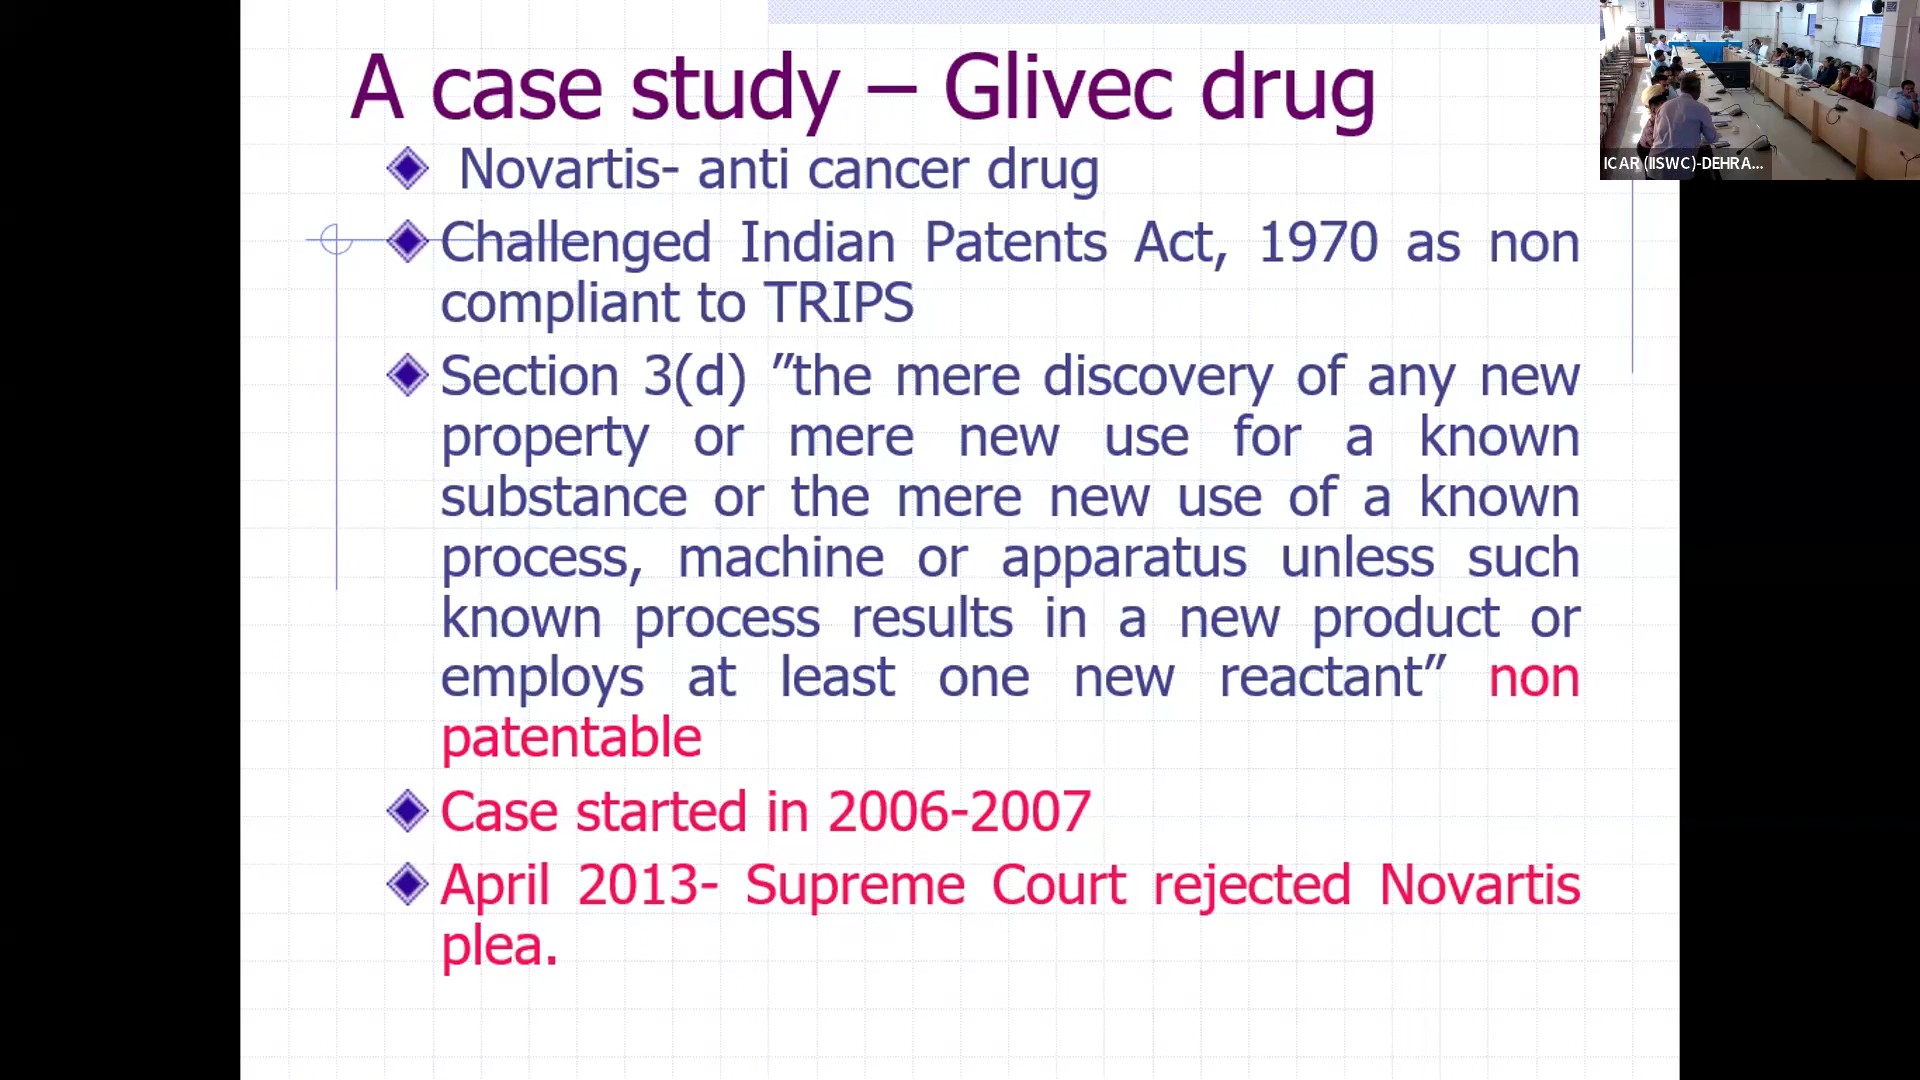 A case study – Glivec drug
Novartis- anti cancer drug
Challenged Indian Patents Act, 1970 as non
compliant to TRIPS
Section 3(d) ”the mere discovery of any new
property or mere new use for a known
substance or the mere new use of a known
process, machine or apparatus unless such
known process results in a new product or
employs at least one new reactant” non
patentable
Case started in 2006-2007
April 2013- Supreme Court rejected Novartis
plea.
ICAR (IISWC)-DEHRA...